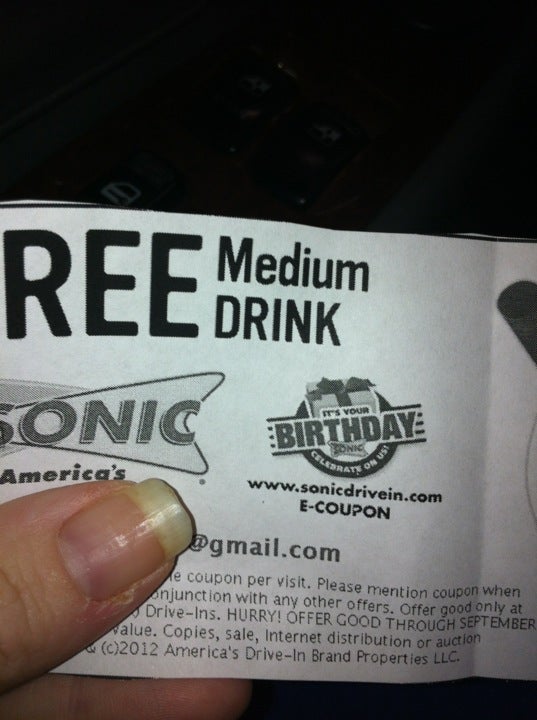 REE Medium
DRINK
SONIC
America's
IT'S YOUR
BIRTHDAY
SONIC
CELEBRATE ON US!
www.sonicdrivein.com
E-COUPON
@gmail.com
coupon per visit. Please mention coupon when
onjunction with any other offers. Offer good only at
Drive-Ins. HURRY! OFFER GOOD THROUGH SEPTEMBER
value. Copies, sale, Internet distribution or auction
& (c)2012 America's Drive-In Brand Properties LLC.